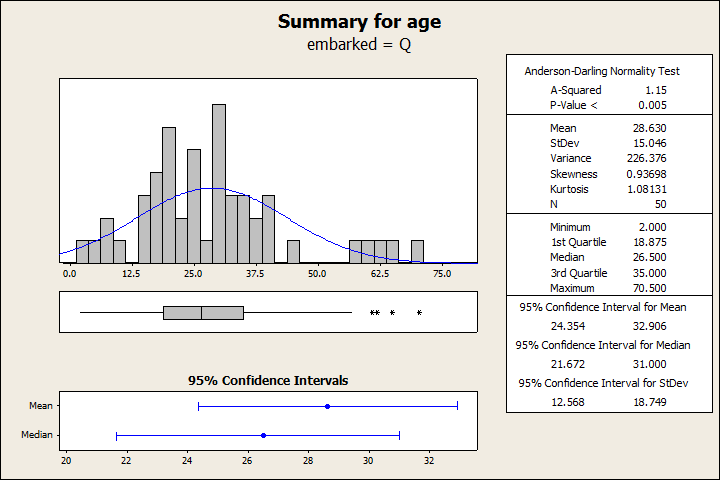 Summary for age
embarked = Q
0.0 12.5 25.0 37.5 50.0 62.5 75.0
95% Confidence Intervals
Mean
Median
20 22 24 26 28 30 32
Anderson-Darling Normality Test
A-Squared 1.15
P-Value < 0.005
Mean 28.630
StDev 15.046
Variance 226.376
Skewness 0.93698
Kurtosis 1.08131
N 50
Minimum 2.000
1st Quartile 18.875
Median 26.500
3rd Quartile 35.000
Maximum 70.500
95% Confidence Interval for Mean
24.354 32.906
95% Confidence Interval for Median
21.672 31.000
95% Confidence Interval for StDev
12.568 18.749